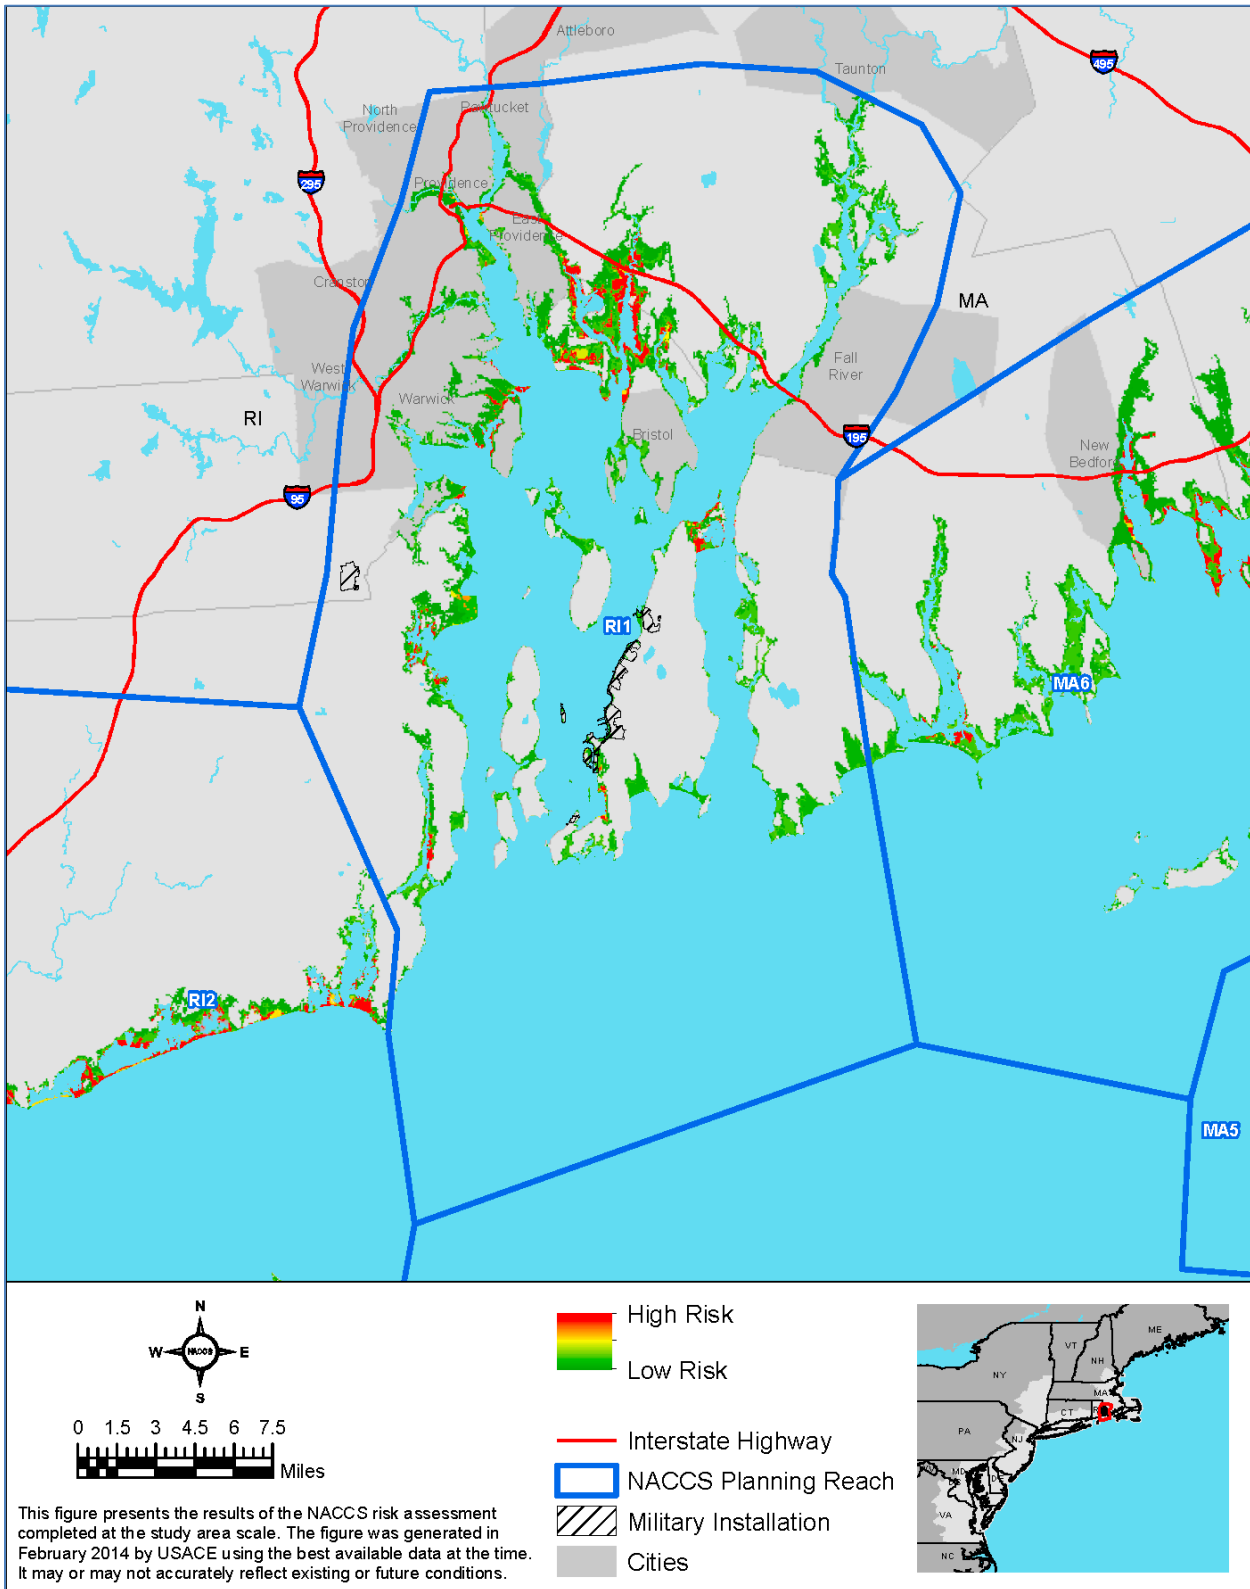 Attleboro
495
Taunton
North
Providence
Pawtucket
295
Providence
East
Providence
Cranston
MA
West
Warwick
Fall
River
Warwick
RI
Bristol
195
New
Bedford
95
RI1
MA6
RI2
MA5
N
W
NACCS
E
S
0 1.5 3 4.5 6 7.5
Miles
High Risk
Low Risk
Interstate Highway
NACCS Planning Reach
Military Installation
Cities
This figure presents the results of the NACCS risk assessment
completed at the study area scale. The figure was generated in
February 2014 by USACE using the best available data at the time.
It may or may not accurately reflect existing or future conditions.
ME
VT
NH
NY
MA
CT
PA
NJ
MD
VA
NC